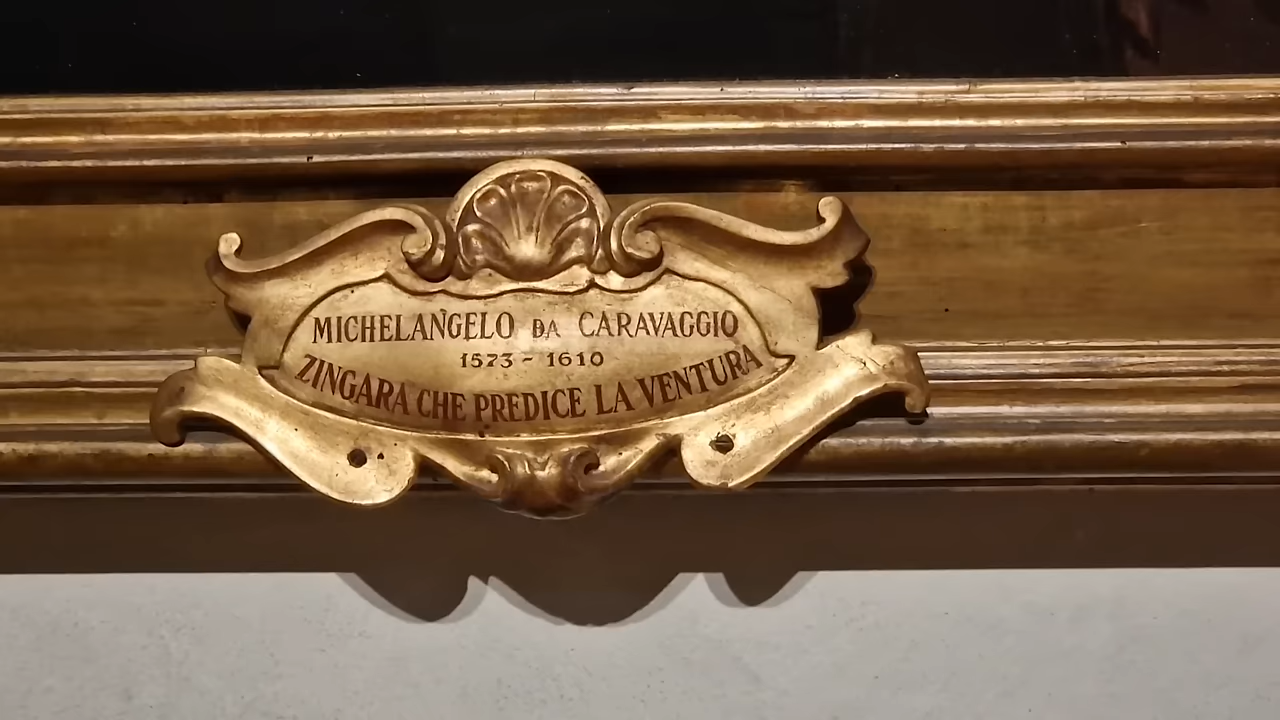 MICHELANGELO DA CARAVAGGIO
1573 - 1610
ZINGARA CHE PREDICE LA VENTURA